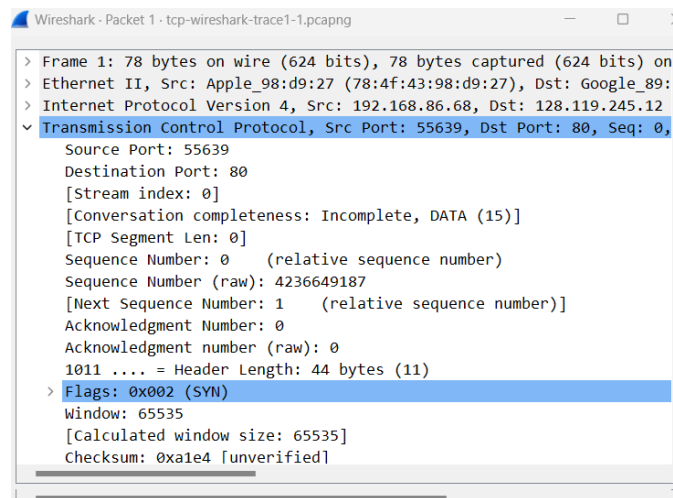 Wireshark · Packet 1 · tcp-wireshark-trace1-1.pcapng
Frame 1: 78 bytes on wire (624 bits), 78 bytes captured (624 bits) on
Ethernet II, Src: Apple_98:d9:27 (78:4f:43:98:d9:27), Dst: Google_89:
Internet Protocol Version 4, Src: 192.168.86.68, Dst: 128.119.245.12
Transmission Control Protocol, Src Port: 55639, Dst Port: 80, Seq: 0,
Source Port: 55639
Destination Port: 80
[Stream index: 0]
[Conversation completeness: Incomplete, DATA (15)]
[TCP Segment Len: 0]
Sequence Number: 0    (relative sequence number)
Sequence Number (raw): 4236649187
[Next Sequence Number: 1    (relative sequence number)]
Acknowledgment Number: 0
Acknowledgment number (raw): 0
1011 .... = Header Length: 44 bytes (11)
Flags: 0x002 (SYN)
Window: 65535
[Calculated window size: 65535]
Checksum: 0xa1e4 [unverified]